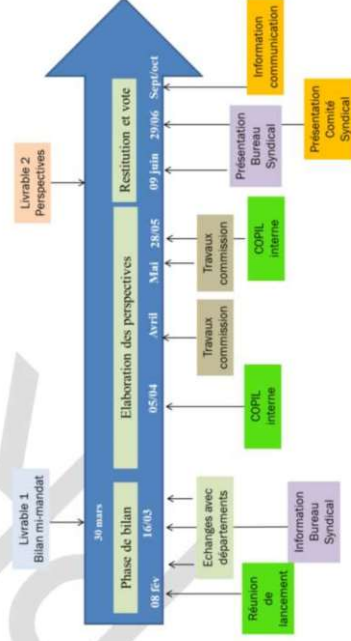 Livrable 1
Bilan mi-mandat
Livrable 2
Perspectives
30 mars
Phase de bilan
Elaboration des perspectives
Restitution et vote
08 fév
16/03
05/04
Avril
Mai
28/05
09 juin
29/06
Sept/oct
Réunion
de
lancement
Echanges avec
départements
Information
Bureau
Syndical
COPIL
interne
Travaux
commission
Travaux
commission
COPIL
interne
Présentation
Bureau
Syndical
Présentation
Comité
Syndical
Information
communication